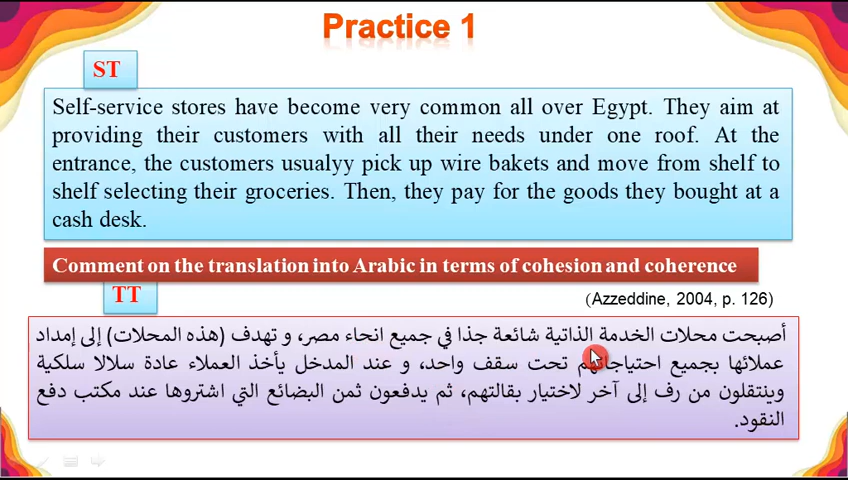 Practice 1
ST
Self-service stores have become very common all over Egypt. They aim at
providing their customers with all their needs under one roof. At the
entrance, the customers usualyy pick up wire bakets and move from shelf to
shelf selecting their groceries. Then, they pay for the goods they bought at a
cash desk.
Comment on the translation into Arabic in terms of cohesion and coherence
TT
(Azzeddine, 2004, p. 126)
أصبحت محلات الخدمة الذاتية شائعة جذا في جميع انحاء مصر، و تهدف (هذه المحلات) إلى إمداد
عملائها بجميع احتياجاتهم تحت سقف واحد، و عند المدخل يأخذ العملاء عادة سلالا سلكية
وينتقلون من رف إلى آخر لاختيار بقالتهم، ثم يدفعون ثمن البضائع التي اشتروها عند مكتب دفع
النقود.